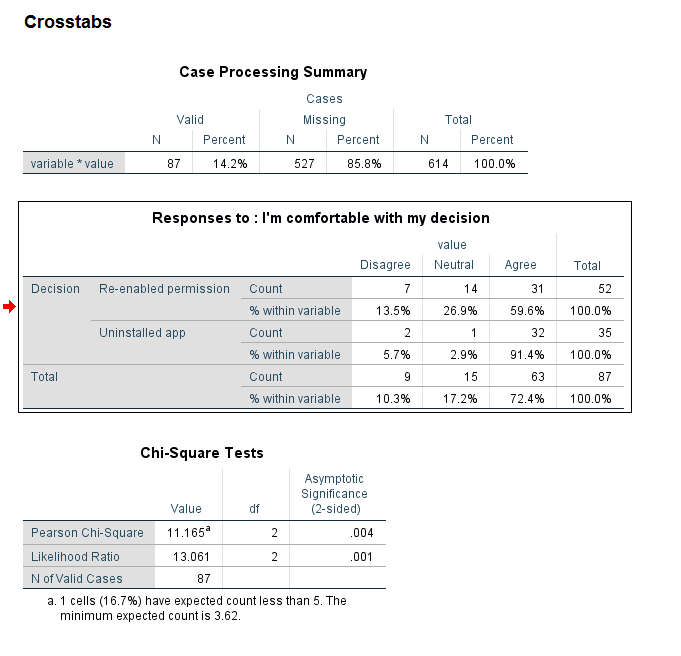 Crosstabs
Case Processing Summary
Cases
Valid Missing Total
N Percent N Percent N Percent
variable * value 87 14.2% 527 85.8% 614 100.0%
Responses to : I'm comfortable with my decision
value
Disagree Neutral Agree Total
Decision Re-enabled permission Count 7 14 31 52
% within variable 13.5% 26.9% 59.6% 100.0%
Uninstalled app Count 2 1 32 35
% within variable 5.7% 2.9% 91.4% 100.0%
Total Count 9 15 63 87
% within variable 10.3% 17.2% 72.4% 100.0%
Chi-Square Tests
Asymptotic
Significance
Value df (2-sided)
Pearson Chi-Square 11.165a 2 .004
Likelihood Ratio 13.061 2 .001
N of Valid Cases 87
a. 1 cells (16.7%) have expected count less than 5. The
minimum expected count is 3.62.